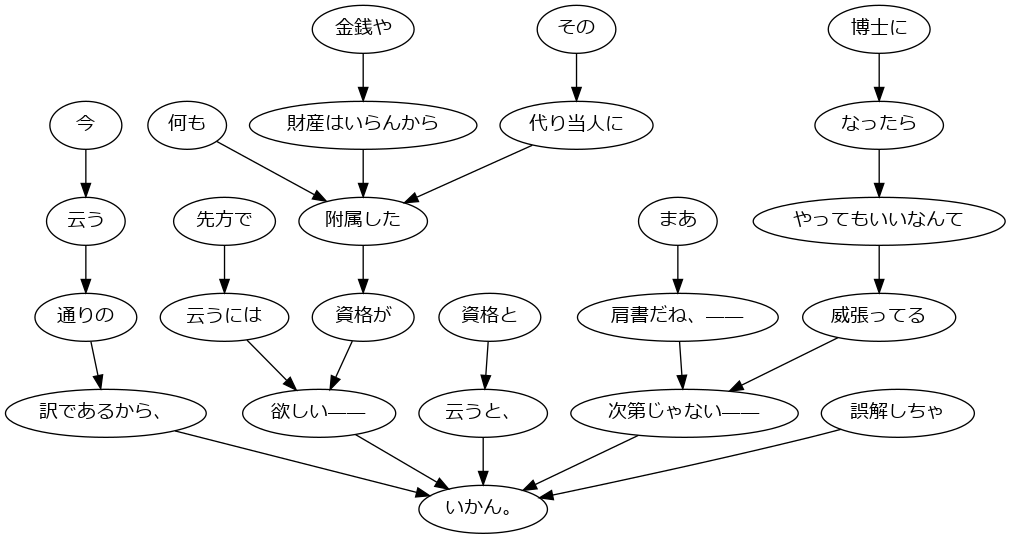 金銭や
その
博士に
今
何も
財産はいらんから
代り当人に
なったら
云う
先方で
附属した
まあ
やってもいいなんて
通りの
云うには
資格が
資格と
肩書だね、――
威張ってる
訳であるから、
欲しい――
云うと、
次第じゃない――
誤解しちゃ
いかん。